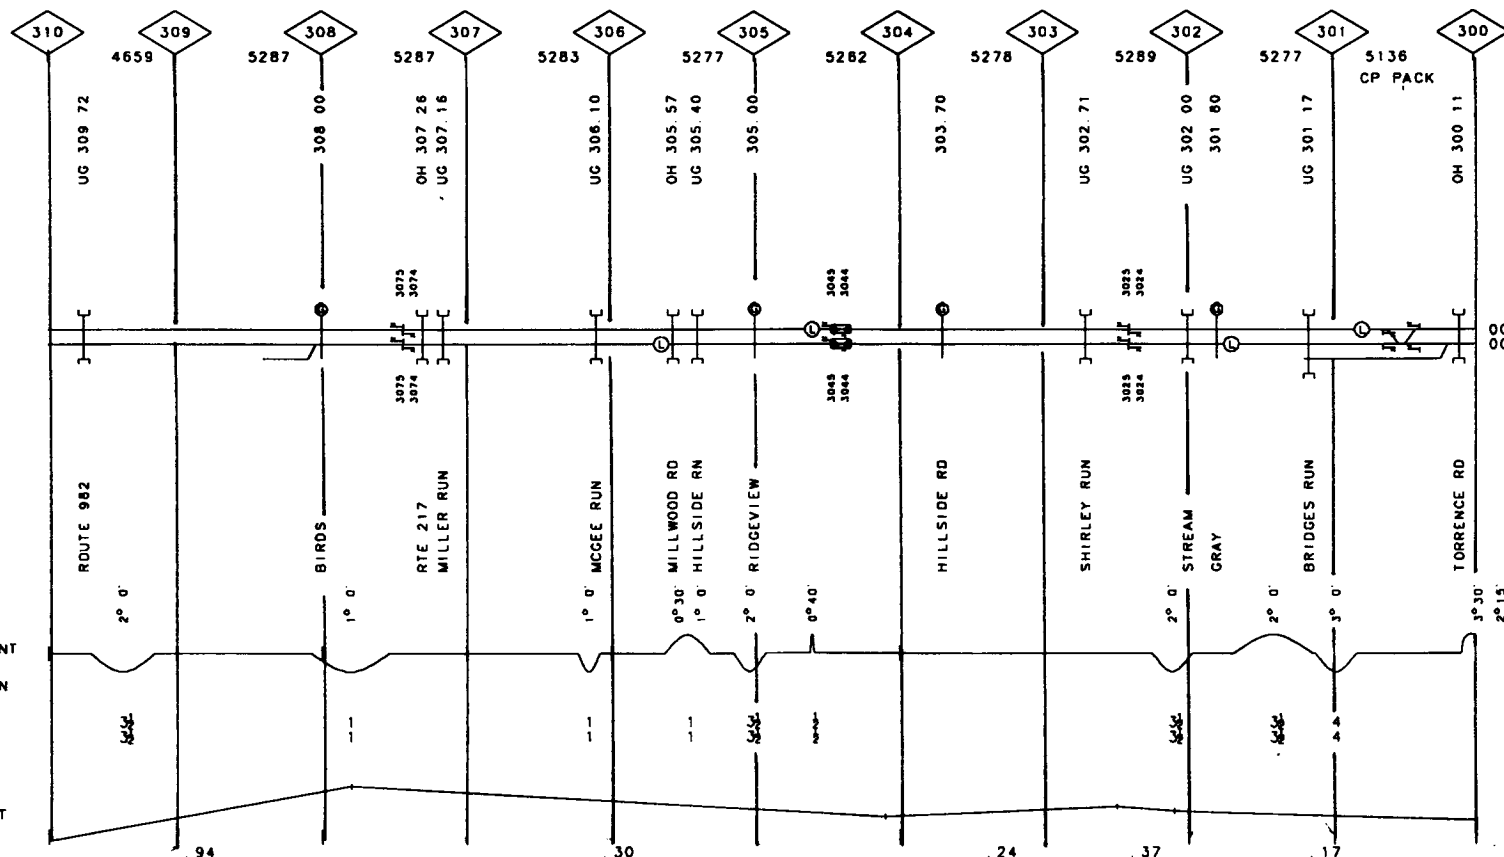 310 309 308 307 306 305 304 303 302 301 300
4659 5287 5287 5283 5277 5262 5278 5289 5277 5136
CP PACK
UG 309 72
308 00
OH 307 26
UG 307.16
UG 306.10
OH 305.57
UG 305.40
305.00
303.70
UG 302.71
UG 302 00
301 80
UG 301 17
OH 300 11
3075 3074
3045 3044
3025 3024
L L
L L
3075 3074
3045 3044
3025 3024
ROUTE 982
BIRDS
RTE 217
MILLER RUN
MCGEE RUN
MILLWOOD RD
HILLSIDE RN
RIDGEVIEW
HILLSIDE RD
SHIRLEY RUN
STREAM
GRAY
BRIDGES RUN
TORRENCE RD
2° 0'
1° 0'
1° 0'
0°30'
1° 0'
2° 0'
0°40'
2° 0'
2° 0'
3° 0'
3°30'
2°15'
NT
N
1 1 1 4
1 1 1 4
T
.94 .30 .24 .37 .17